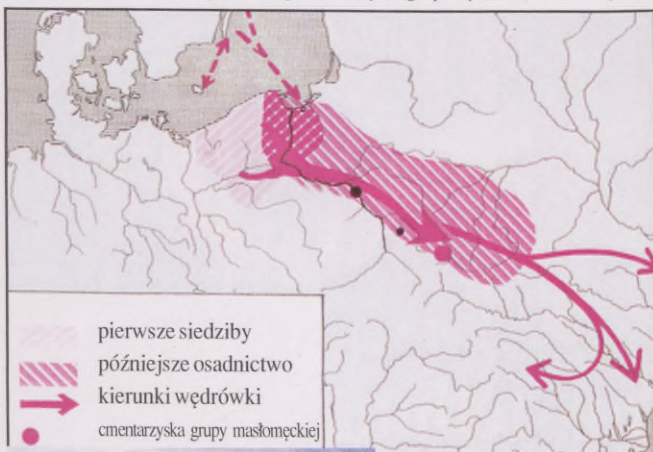 pierwsze siedziby
późniejsze osadnictwo
kierunki wędrówki
cmentarzyska grupy masłomęckiej